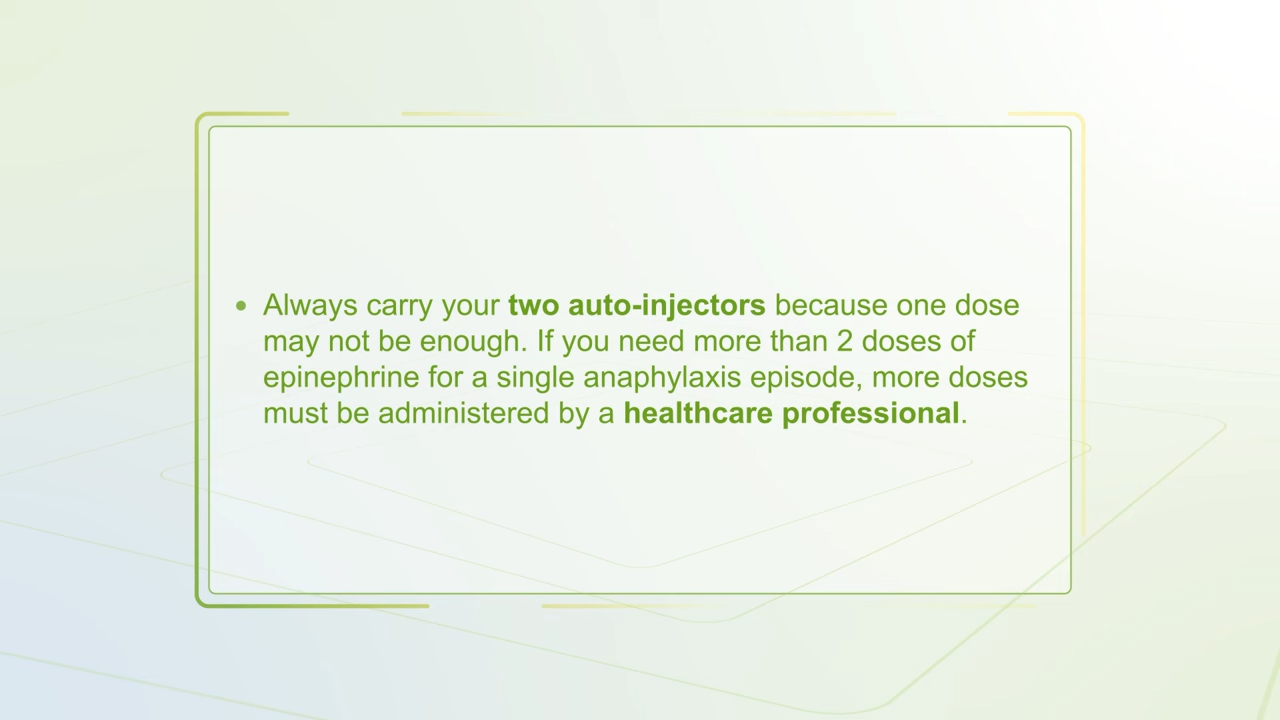 • Always carry your two auto-injectors because one dose
may not be enough. If you need more than 2 doses of
epinephrine for a single anaphylaxis episode, more doses
must be administered by a healthcare professional.